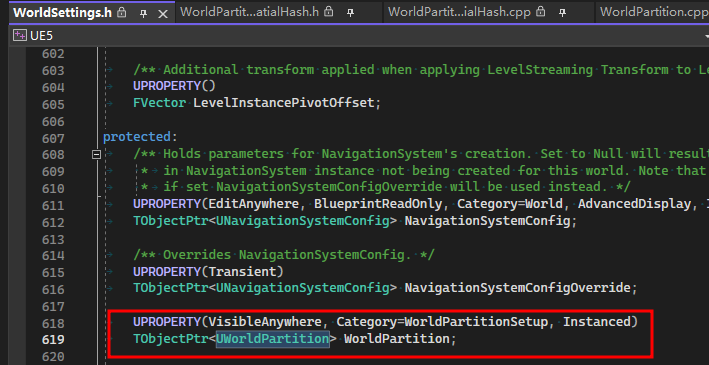 WorldSettings.h
WorldPartit...atialHash.h
WorldPartit...ialHash.cpp
WorldPartition.cpp
UE5
602
603 /** Additional transform applied when applying LevelStreaming Transform to Le
604 UPROPERTY()
605 FVector LevelInstancePivotOffset;
606
607 protected:
608 /** Holds parameters for NavigationSystem's creation. Set to Null will result
609 * in NavigationSystem instance not being created for this world. Note that
610 * if set NavigationSystemConfigOverride will be used instead. */
611 UPROPERTY(EditAnywhere, BlueprintReadOnly, Category=World, AdvancedDisplay, I
612 TObjectPtr<UNavigationSystemConfig> NavigationSystemConfig;
613
614 /** Overrides NavigationSystemConfig. */
615 UPROPERTY(Transient)
616 TObjectPtr<UNavigationSystemConfig> NavigationSystemConfigOverride;
617
618 UPROPERTY(VisibleAnywhere, Category=WorldPartitionSetup, Instanced)
619 TObjectPtr<UWorldPartition> WorldPartition;
620